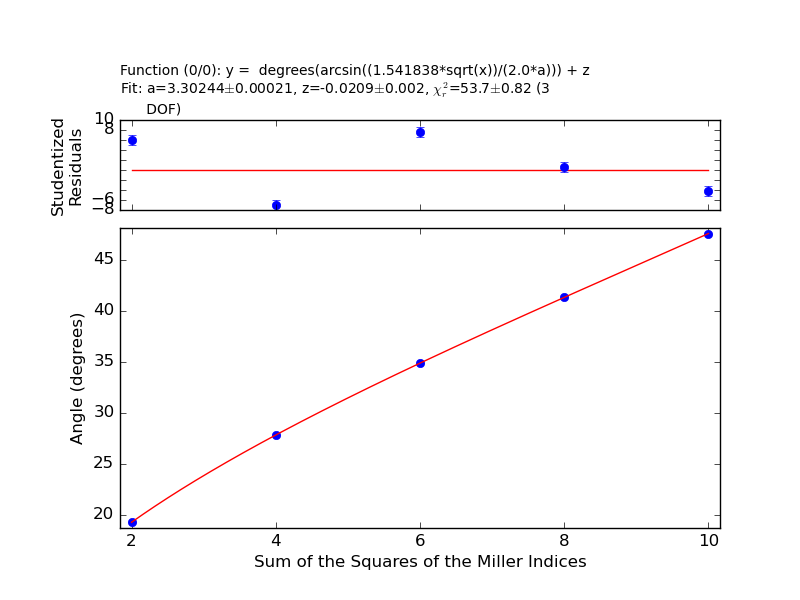 Function (0/0): y =  degrees(arcsin((1.541838*sqrt(x))/(2.0*a))) + z
Fit: a=3.30244±0.00021, z=-0.0209±0.002, χ²ᵣ=53.7±0.82 (3
DOF)
Studentized
Residuals
10
8
−6
−8
Angle (degrees)
45
40
35
30
25
20
2 4 6 8 10
Sum of the Squares of the Miller Indices